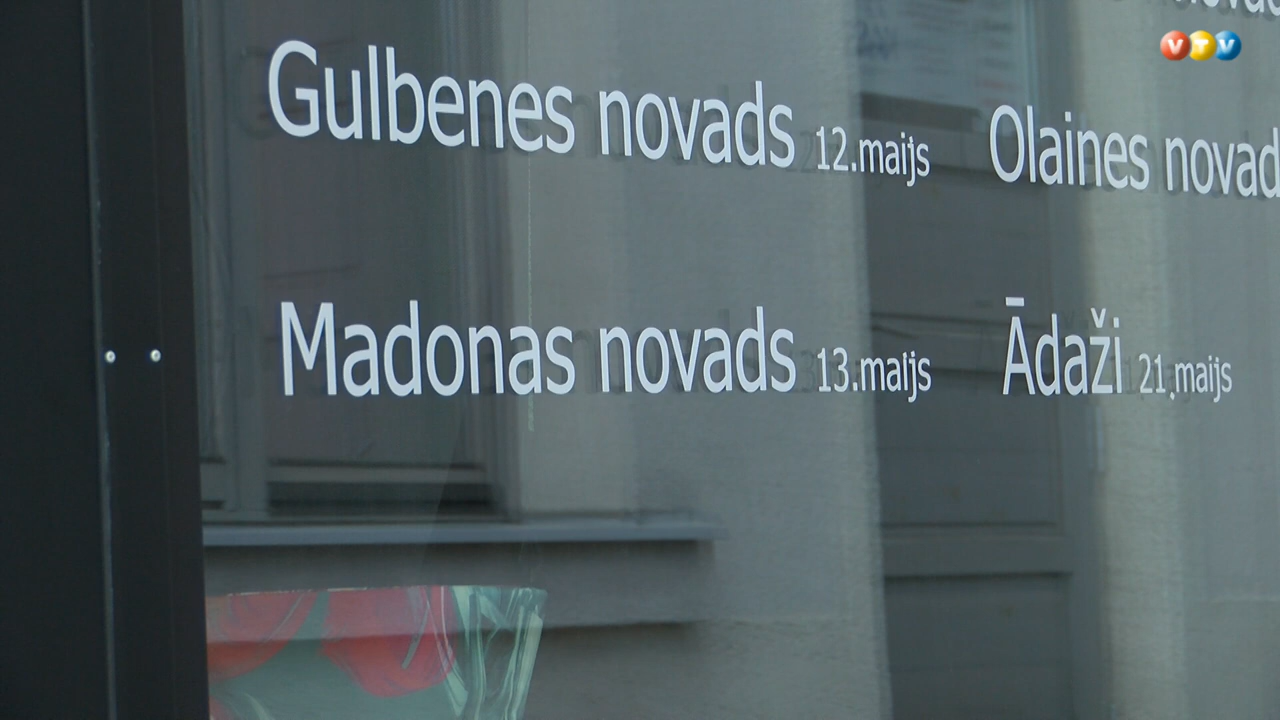 VTV
Gulbenes novads 12.maijs
Olaines novad
Madonas novads 13.maijs
Ādaži 21.maijs